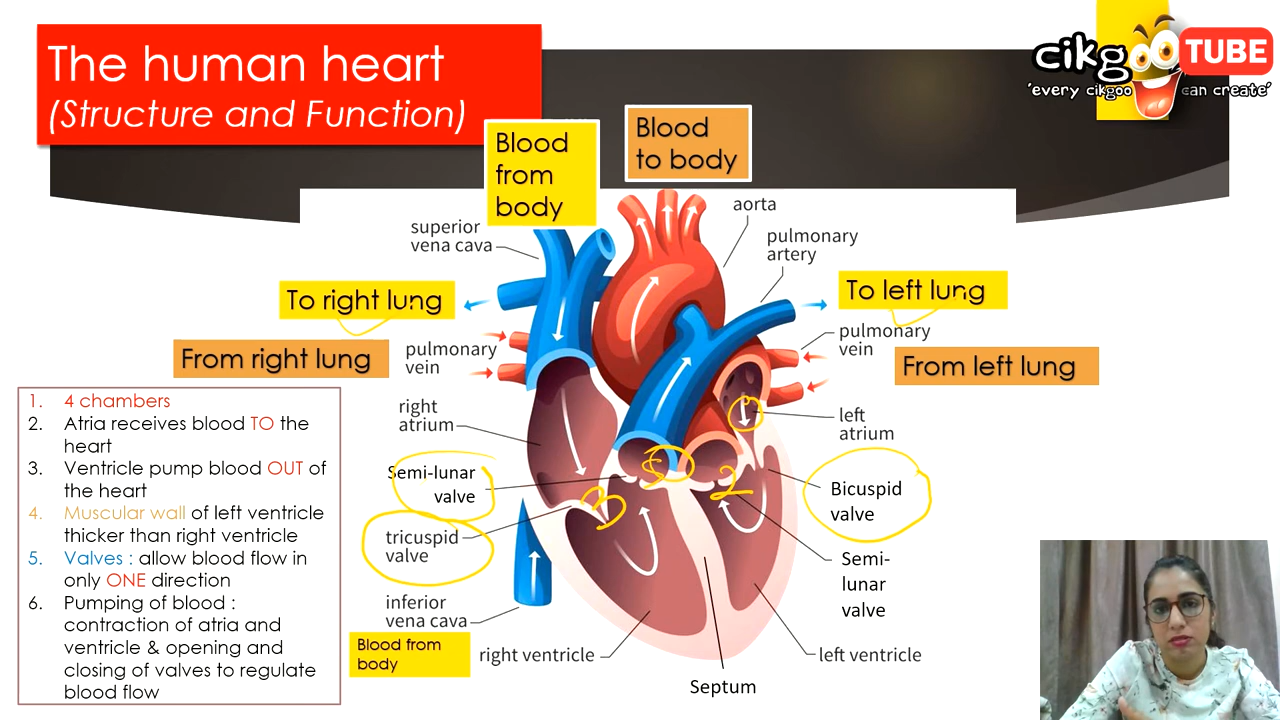 The human heart
(Structure and Function)
cikgoo TUBE
'every cikgoo can create'
Blood
from
body
Blood
to body
superior
vena cava
aorta
pulmonary
artery
To right lung
To left lung
From right lung
pulmonary
vein
pulmonary
vein
From left lung
1. 4 chambers
2. Atria receives blood TO the
heart
3. Ventricle pump blood OUT of
the heart
4. Muscular wall of left ventricle
thicker than right ventricle
5. Valves : allow blood flow in
only ONE direction
6. Pumping of blood :
contraction of atria and
ventricle & opening and
closing of valves to regulate
blood flow
right
atrium
left
atrium
Semi-lunar
valve
3
2
Bicuspid
valve
tricuspid
valve
Semi-
lunar
valve
inferior
vena cava
Blood from
body
right ventricle
left ventricle
Septum